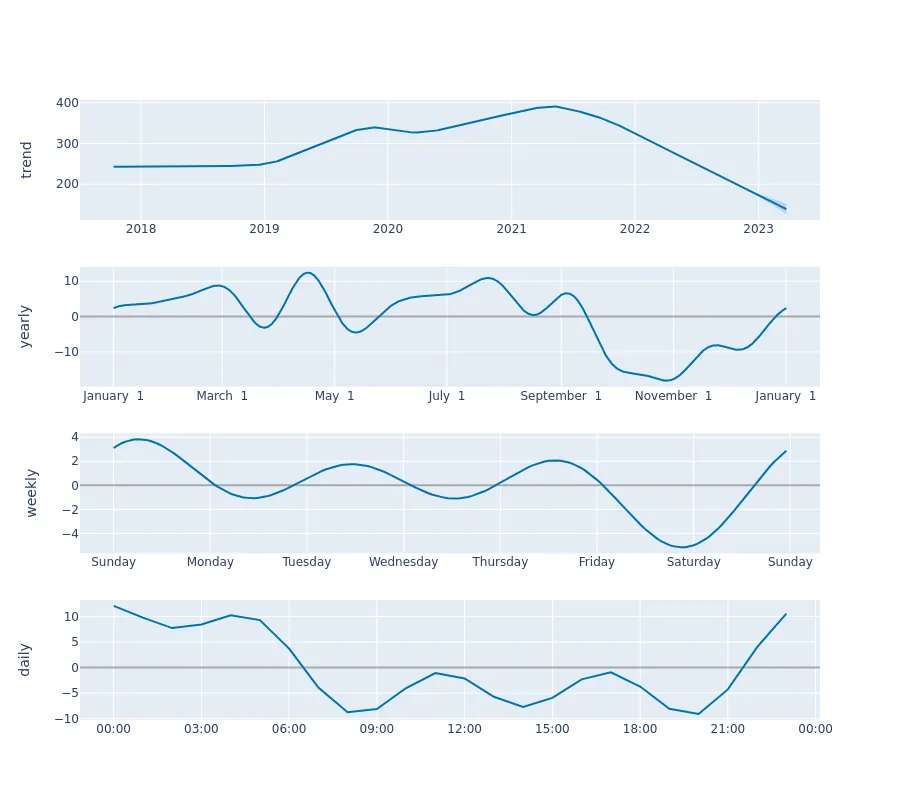 trend
400
300
200
2018 2019 2020 2021 2022 2023
yearly
10
0
−10
January 1 March 1 May 1 July 1 September 1 November 1 January 1
weekly
4
2
0
−2
−4
Sunday Monday Tuesday Wednesday Thursday Friday Saturday Sunday
daily
10
5
0
−5
−10
00:00 03:00 06:00 09:00 12:00 15:00 18:00 21:00 00:00